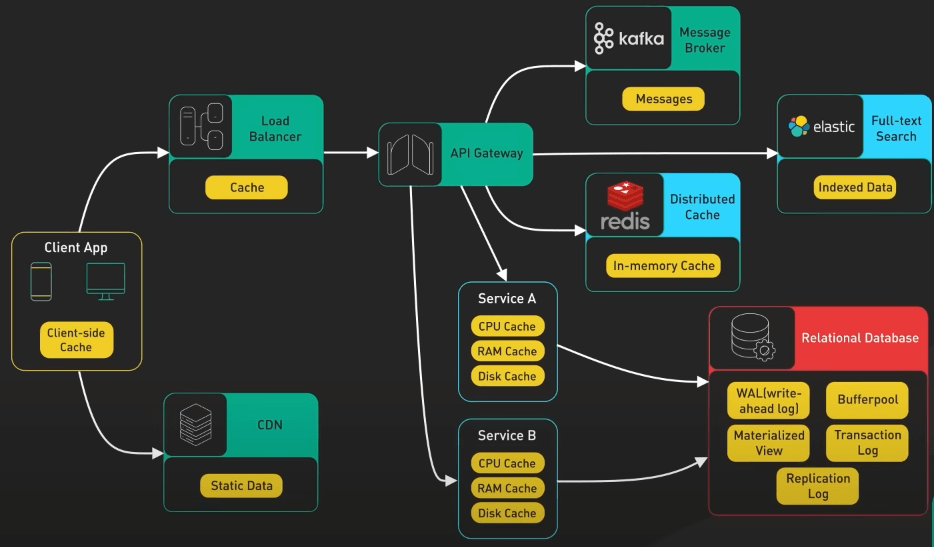 kafka
Message
Broker
Messages
Load
Balancer
Cache
API Gateway
elastic
Full-text
Search
Indexed Data
redis
Distributed
Cache
In-memory Cache
Client App
Client-side
Cache
Service A
CPU Cache
RAM Cache
Disk Cache
Relational Database
WAL(write-
ahead log)
Bufferpool
Materialized
View
Transaction
Log
Replication
Log
CDN
Static Data
Service B
CPU Cache
RAM Cache
Disk Cache